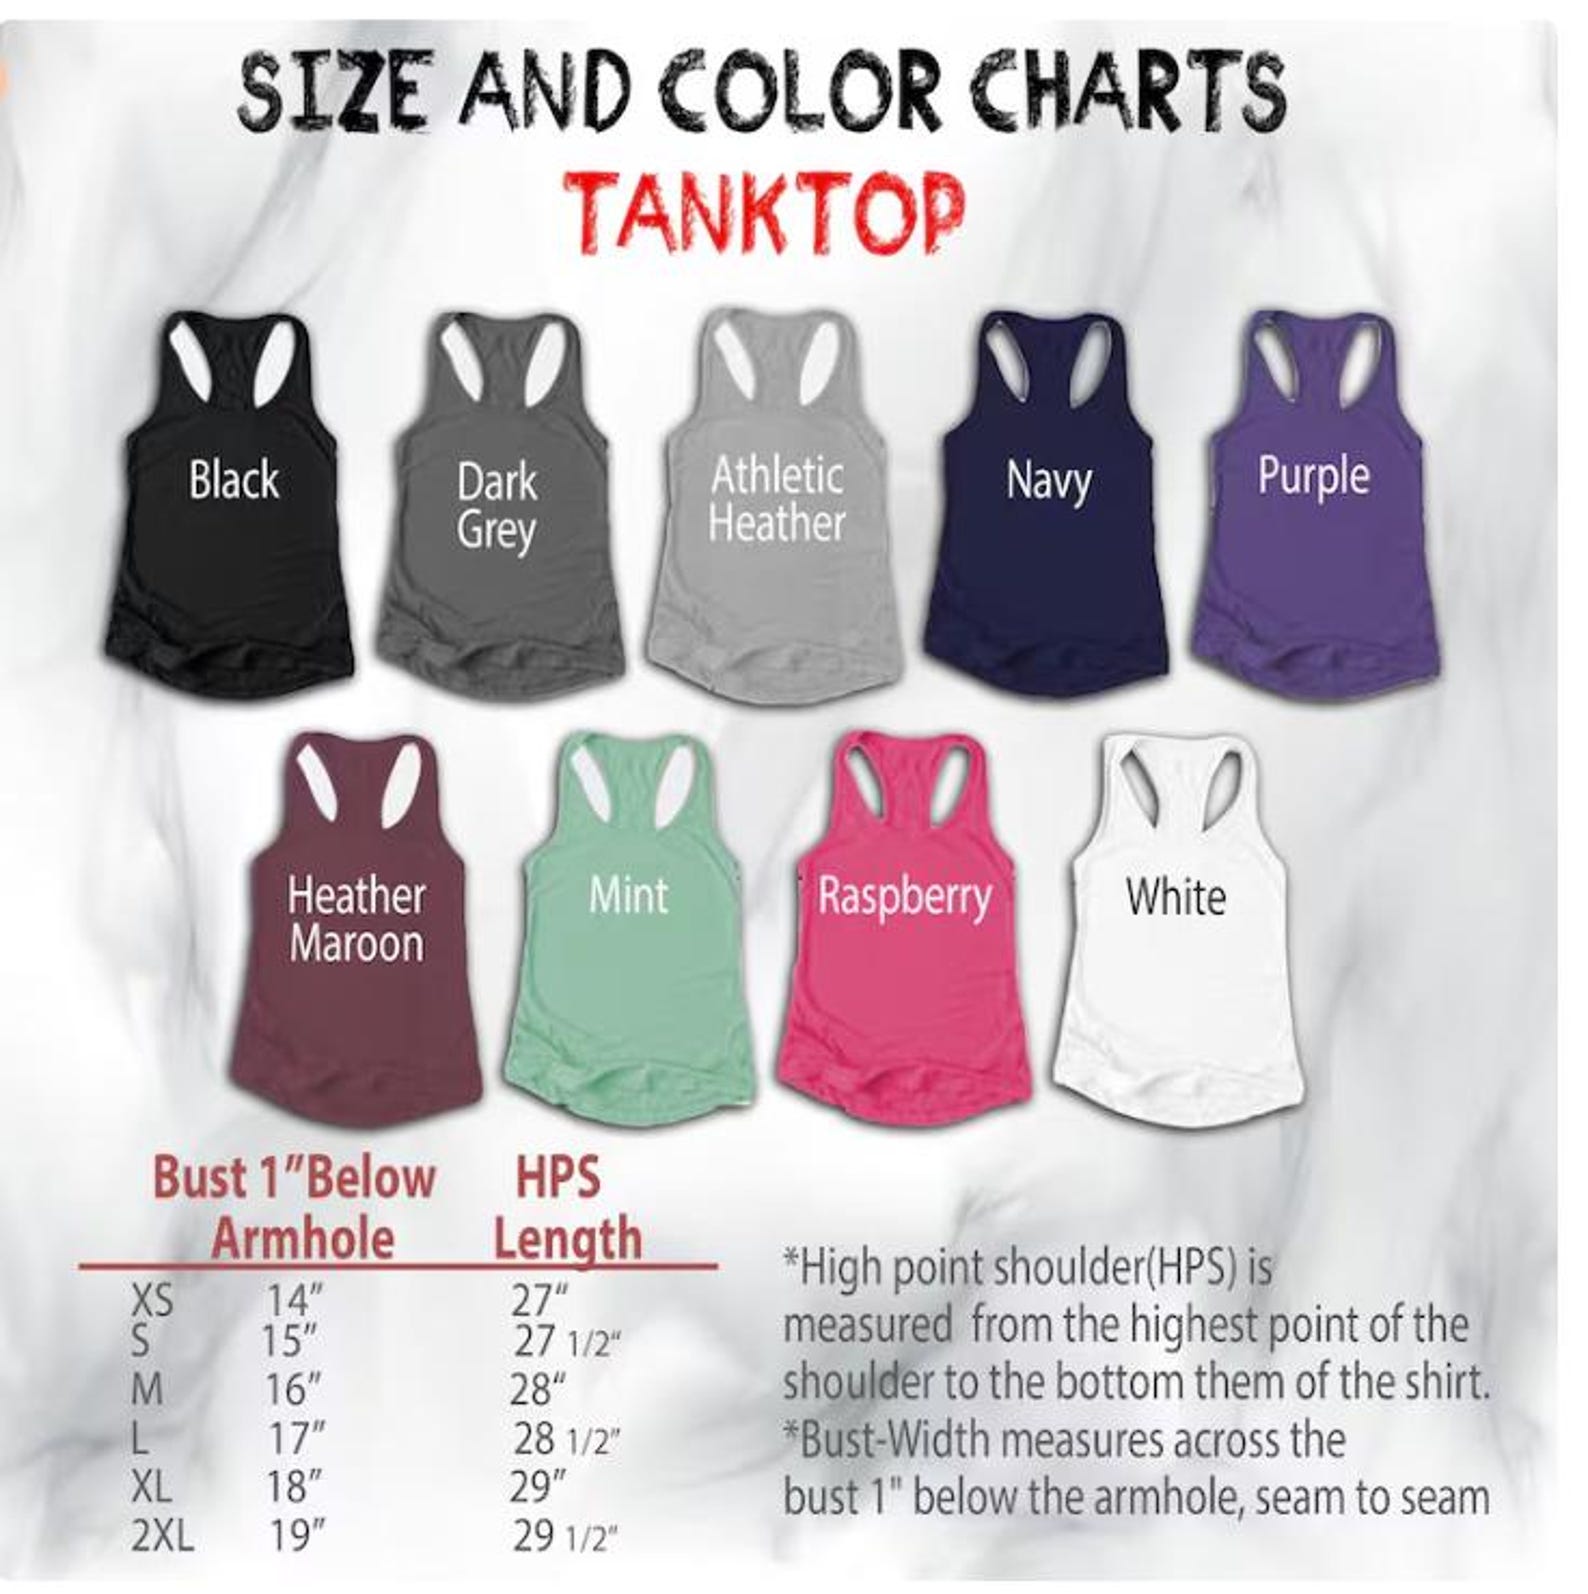 SIZE AND COLOR CHARTS
TANKTOP
Black
Dark
Grey
Athletic
Heather
Navy
Purple
Heather
Maroon
Mint
Raspberry
White
Bust 1”Below HPS
Armhole Length
XS 14” 27“
S 15” 27 1/2“
M 16” 28“
L 17” 28 1/2”
XL 18” 29”
2XL 19” 29 1/2”
*High point shoulder(HPS) is
measured from the highest point of the
shoulder to the bottom them of the shirt.
*Bust-Width measures across the
bust 1" below the armhole, seam to seam